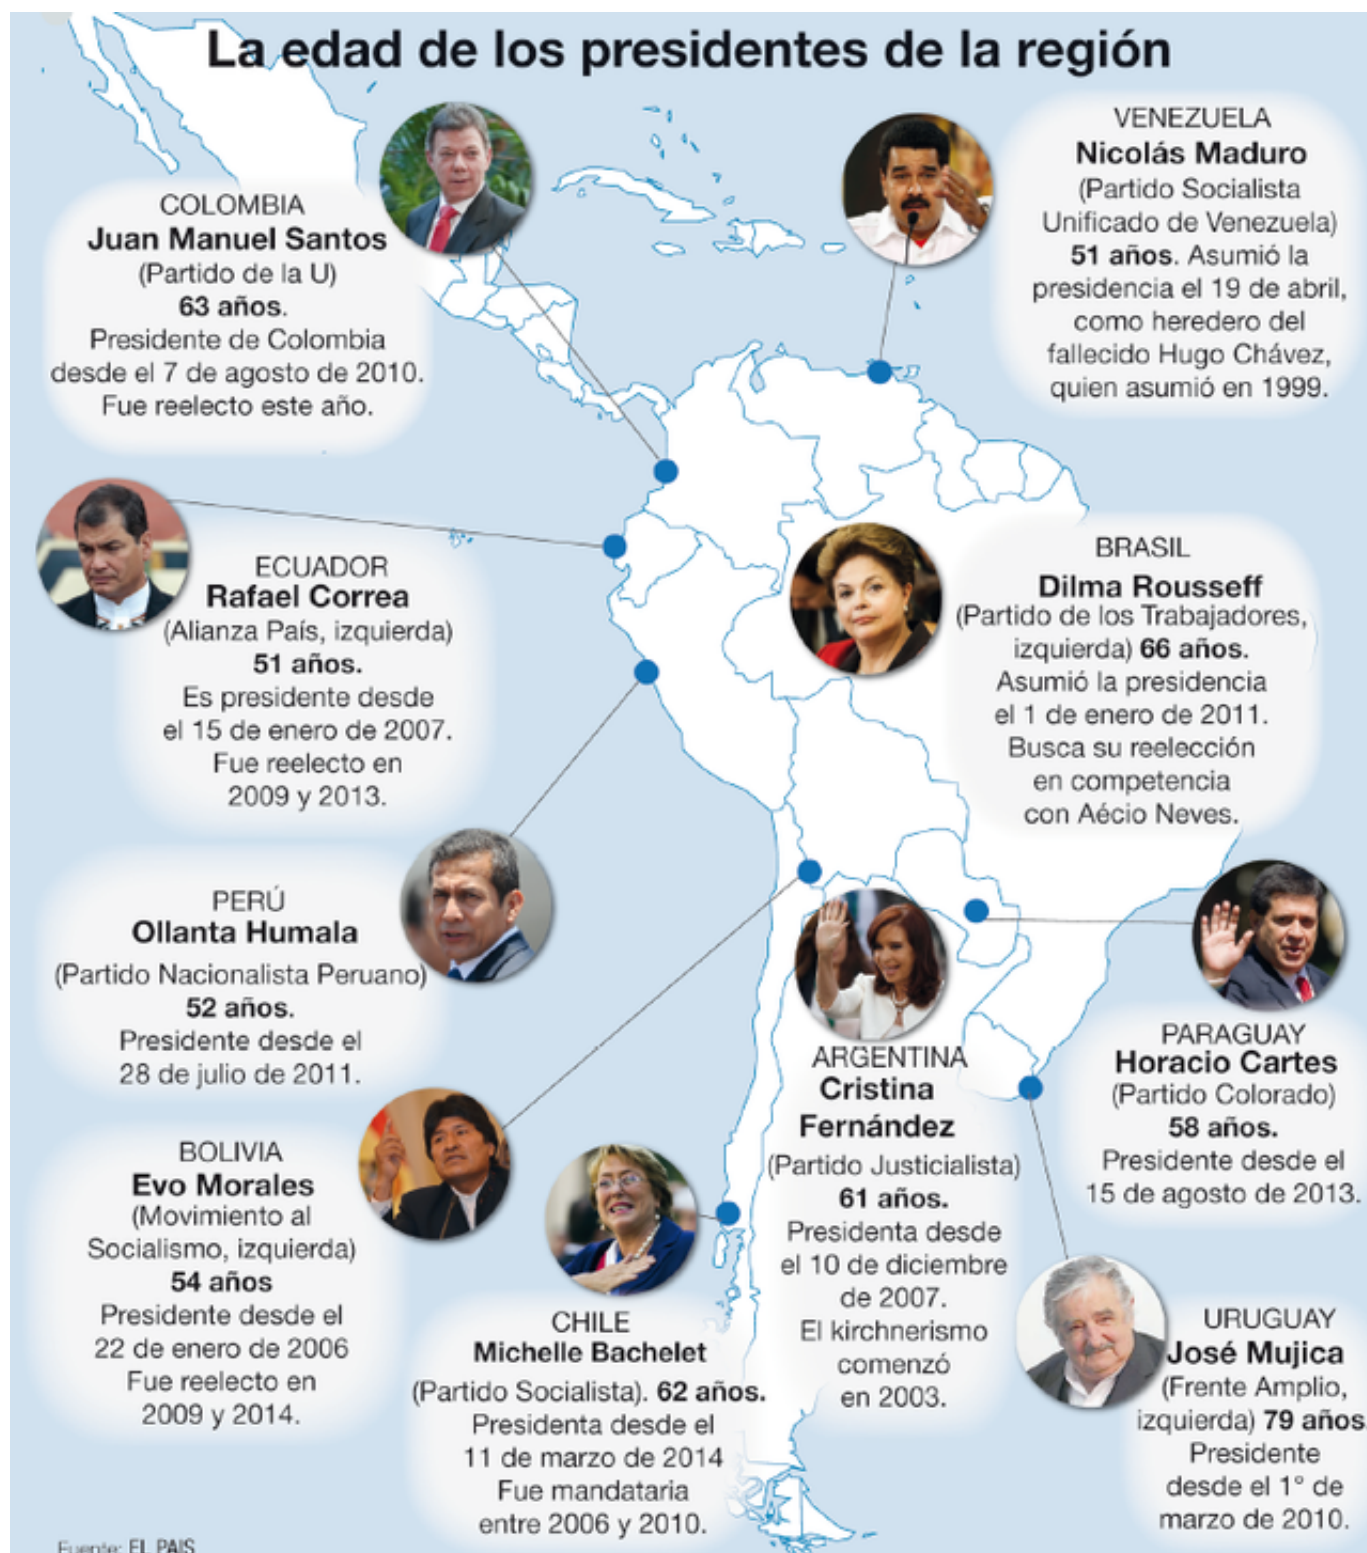 La edad de los presidentes de la región
COLOMBIA
Juan Manuel Santos
(Partido de la U)
63 años.
Presidente de Colombia
desde el 7 de agosto de 2010.
Fue reelecto este año.
VENEZUELA
Nicolás Maduro
(Partido Socialista
Unificado de Venezuela)
51 años. Asumió la
presidencia el 19 de abril,
como heredero del
fallecido Hugo Chávez,
quien asumió en 1999.
ECUADOR
Rafael Correa
(Alianza País, izquierda)
51 años.
Es presidente desde
el 15 de enero de 2007.
Fue reelecto en
2009 y 2013.
BRASIL
Dilma Rousseff
(Partido de los Trabajadores,
izquierda) 66 años.
Asumió la presidencia
el 1 de enero de 2011.
Busca su reelección
en competencia
con Aécio Neves.
PERÚ
Ollanta Humala
(Partido Nacionalista Peruano)
52 años.
Presidente desde el
28 de julio de 2011.
PARAGUAY
Horacio Cartes
(Partido Colorado)
58 años.
Presidente desde el
15 de agosto de 2013.
ARGENTINA
Cristina
Fernández
(Partido Justicialista)
61 años.
Presidenta desde
el 10 de diciembre
de 2007.
El kirchnerismo
comenzó
en 2003.
BOLIVIA
Evo Morales
(Movimiento al
Socialismo, izquierda)
54 años
Presidente desde el
22 de enero de 2006
Fue reelecto en
2009 y 2014.
CHILE
Michelle Bachelet
(Partido Socialista). 62 años.
Presidenta desde el
11 de marzo de 2014
Fue mandataria
entre 2006 y 2010.
URUGUAY
José Mujica
(Frente Amplio,
izquierda) 79 años.
Presidente
desde el 1° de
marzo de 2010.
Fuente: EL PAIS